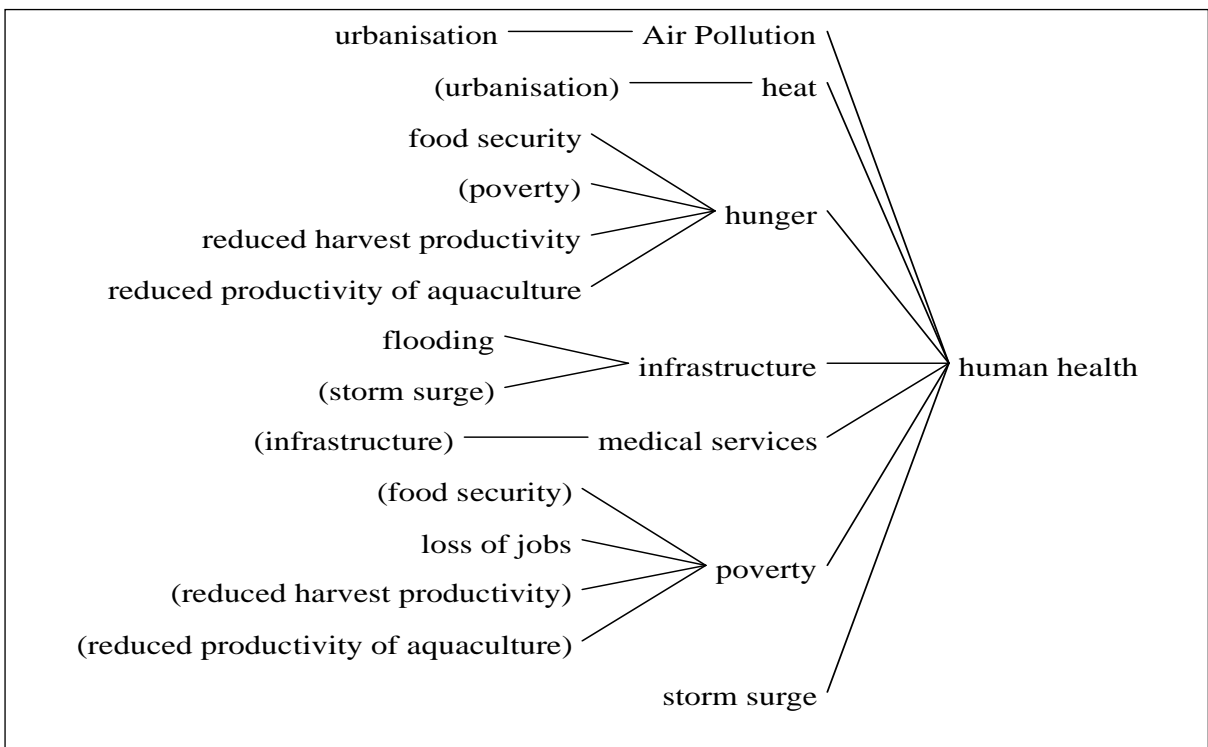 urbanisation Air Pollution
(urbanisation) heat
food security
(poverty)
hunger
reduced harvest productivity
reduced productivity of aquaculture
flooding
infrastructure human health
(storm surge)
(infrastructure) medical services
(food security)
loss of jobs
poverty
(reduced harvest productivity)
(reduced productivity of aquaculture)
storm surge